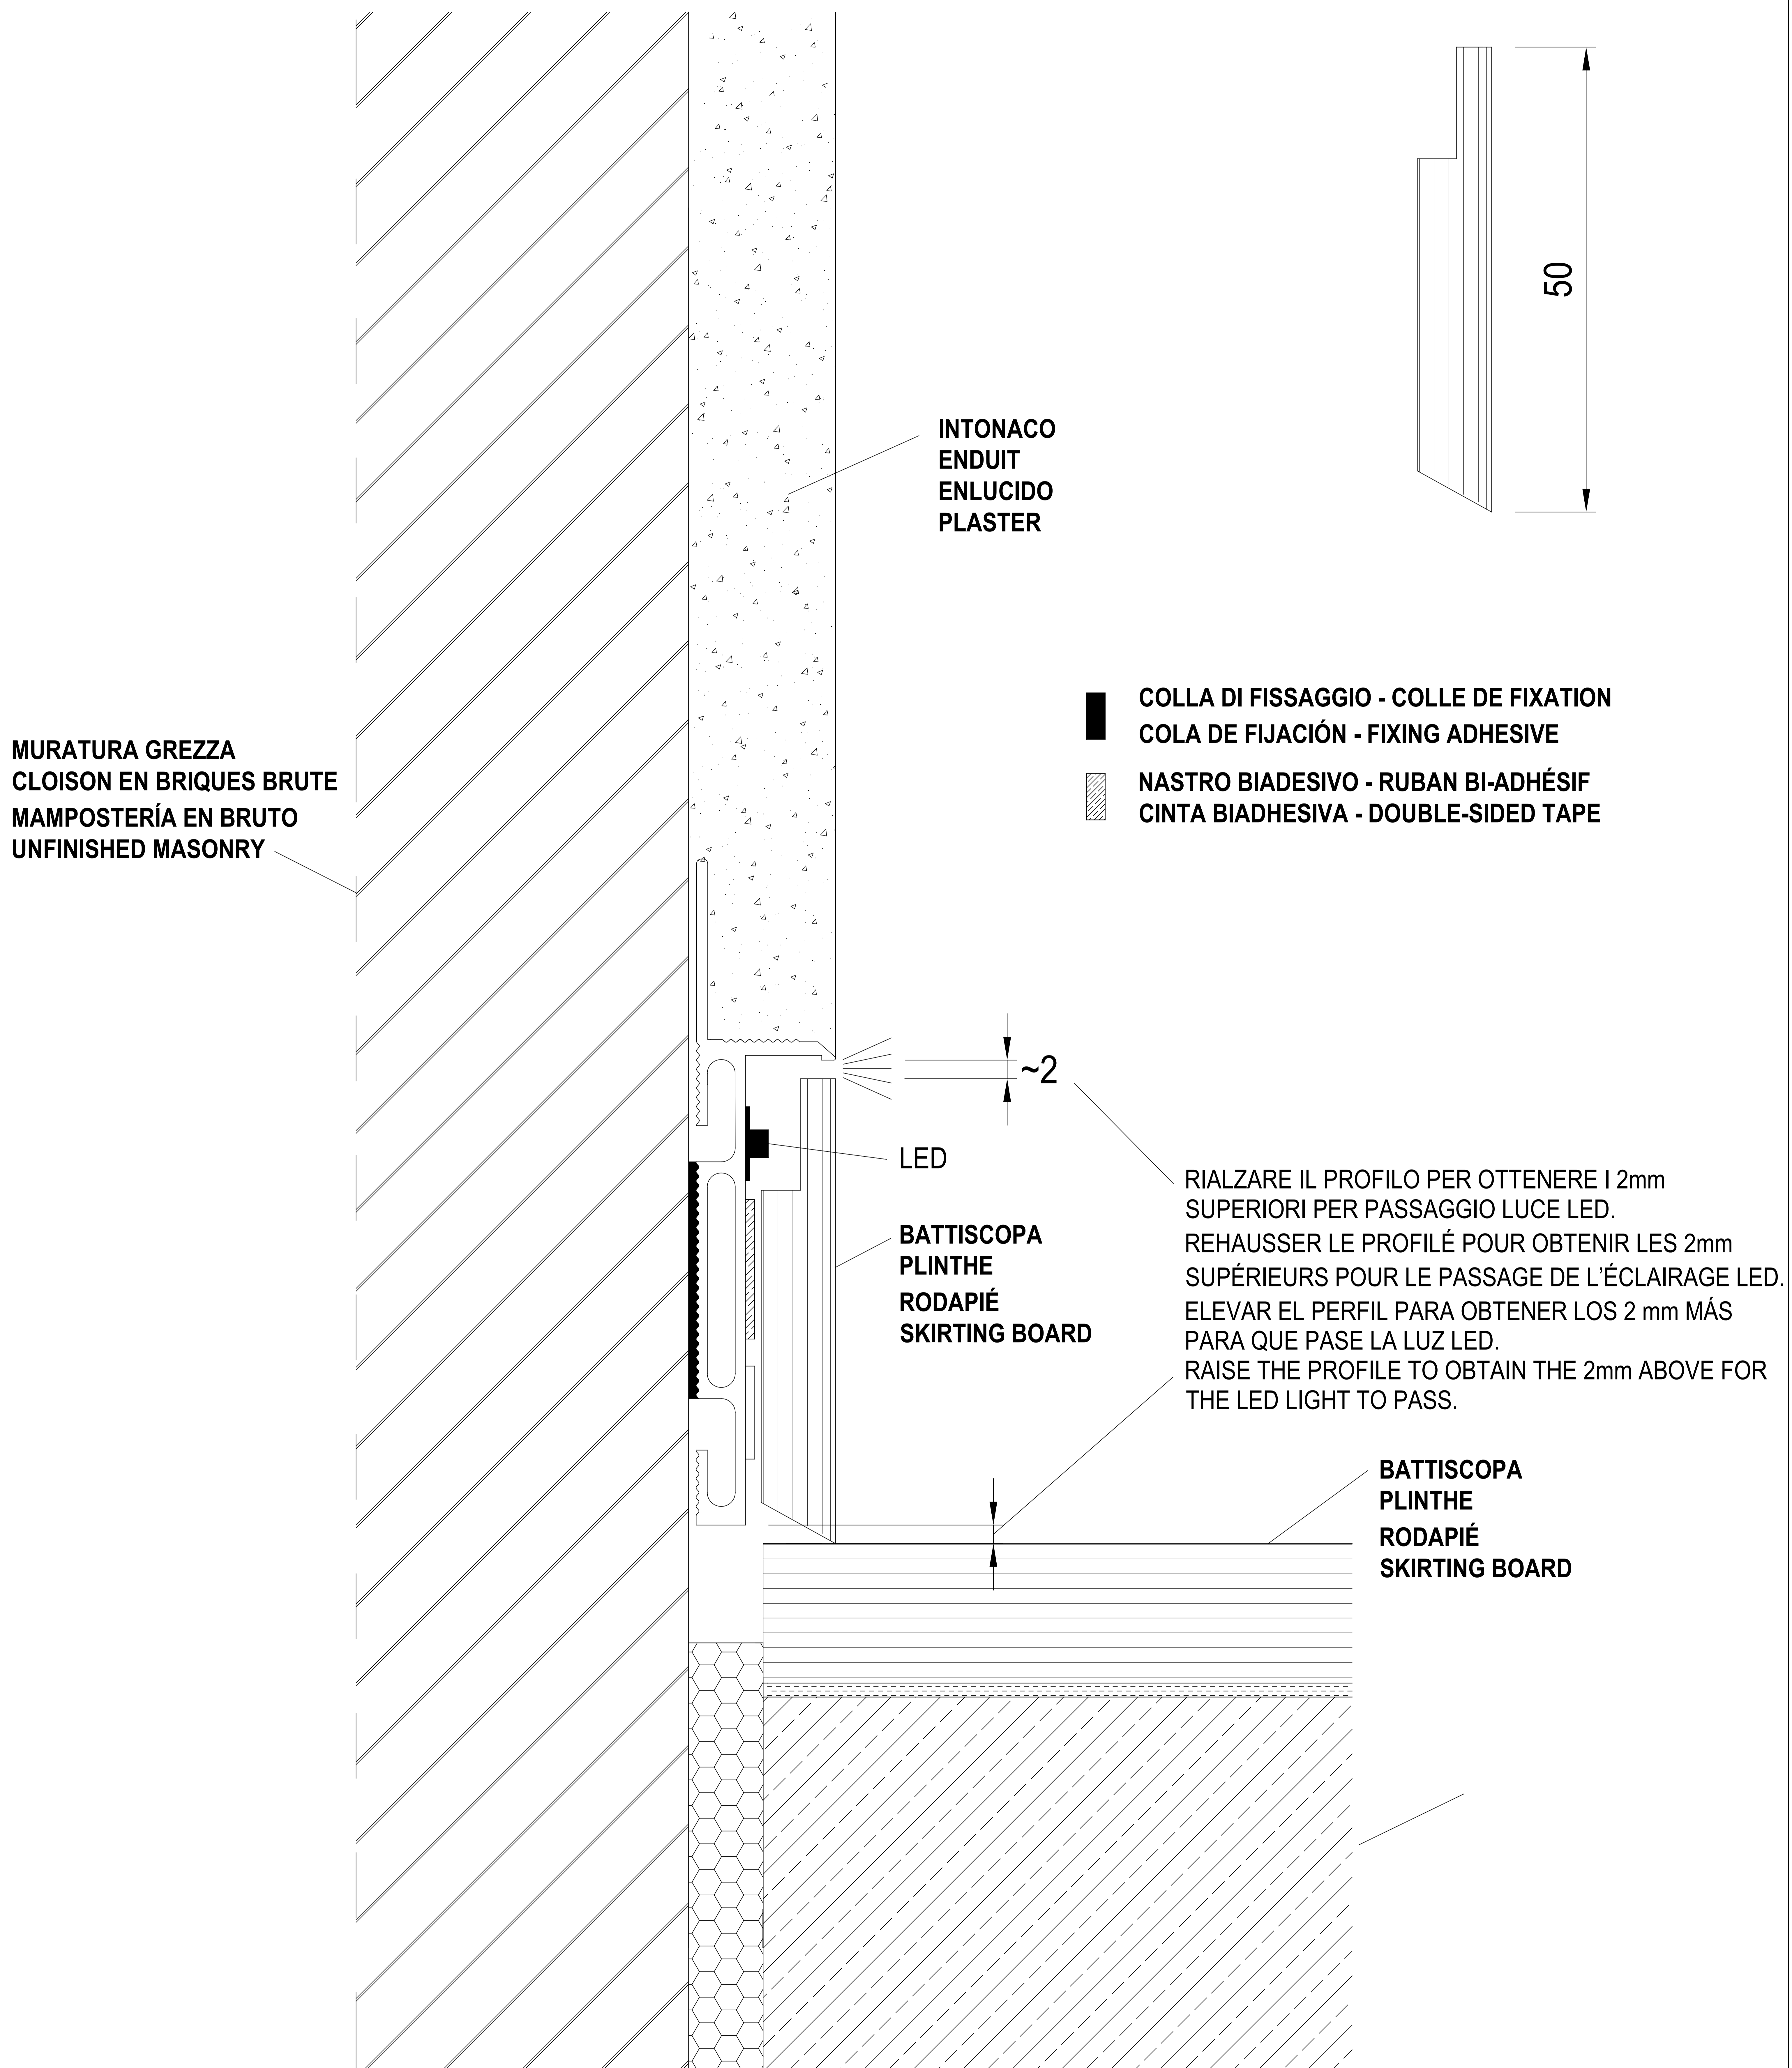 50
INTONACO
ENDUIT
ENLUCIDO
PLASTER
COLLA DI FISSAGGIO - COLLE DE FIXATION
COLA DE FIJACIÓN - FIXING ADHESIVE
NASTRO BIADESIVO - RUBAN BI-ADHÉSIF
CINTA BIADHESIVA - DOUBLE-SIDED TAPE
MURATURA GREZZA
CLOISON EN BRIQUES BRUTE
MAMPOSTERÍA EN BRUTO
UNFINISHED MASONRY
~2
LED
RIALZARE IL PROFILO PER OTTENERE I 2mm
SUPERIORI PER PASSAGGIO LUCE LED.
REHAUSSER LE PROFILÉ POUR OBTENIR LES 2mm
SUPÉRIEURS POUR LE PASSAGE DE L'ÉCLAIRAGE LED.
ELEVAR EL PERFIL PARA OBTENER LOS 2 mm MÁS
PARA QUE PASE LA LUZ LED.
RAISE THE PROFILE TO OBTAIN THE 2mm ABOVE FOR
THE LED LIGHT TO PASS.
BATTISCOPA
PLINTHE
RODAPIÉ
SKIRTING BOARD
BATTISCOPA
PLINTHE
RODAPIÉ
SKIRTING BOARD